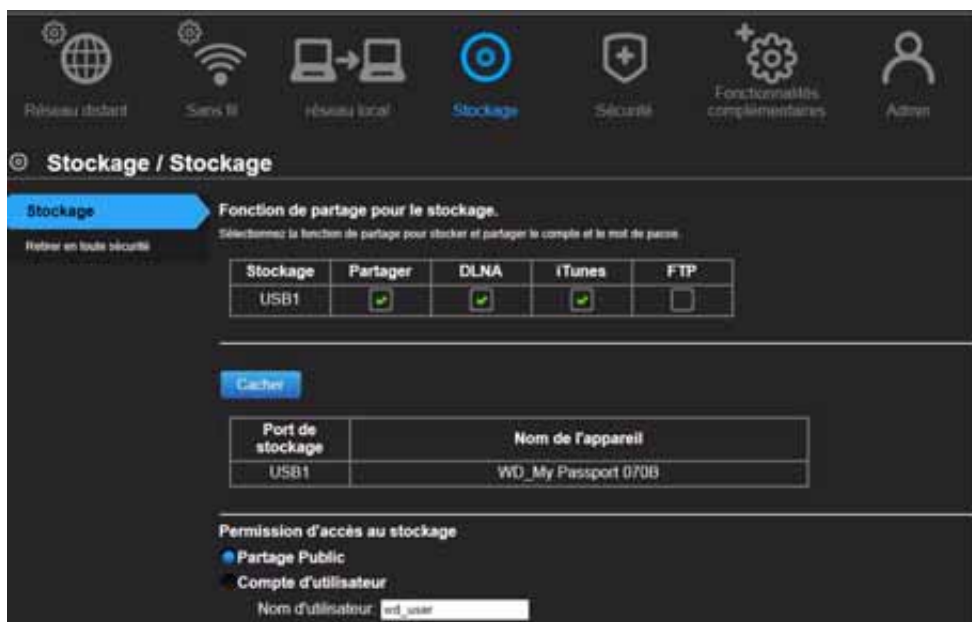 Réseau distant
Sans fil
réseau local
Stockage
Sécurité
Fonctionnalités
complémentaires
Admin
Stockage / Stockage
Stockage
Retirer en toute sécurité
Fonction de partage pour le stockage.
Sélectionnez la fonction de partage pour stocker et partager le compte et le mot de passe.
Stockage Partager DLNA iTunes FTP
USB1
Cacher
Port de
stockage
Nom de l'appareil
USB1 WD_My Passport 070B
Permission d'accès au stockage
Partage Public
Compte d'utilisateur
Nom d'utilisateur wd_user